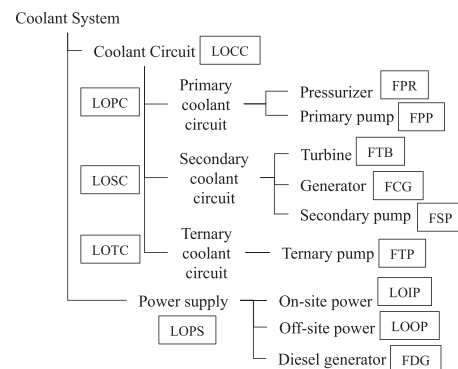 Coolant System
Coolant Circuit LOCC
LOPC
Primary
coolant
circuit
Pressurizer FPR
Primary pump FPP
LOSC
Secondary
coolant
circuit
Turbine FTB
Generator FCG
Secondary pump FSP
LOTC
Ternary
coolant
circuit
Ternary pump FTP
Power supply
LOPS
On-site power LOIP
Off-site power LOOP
Diesel generator FDG